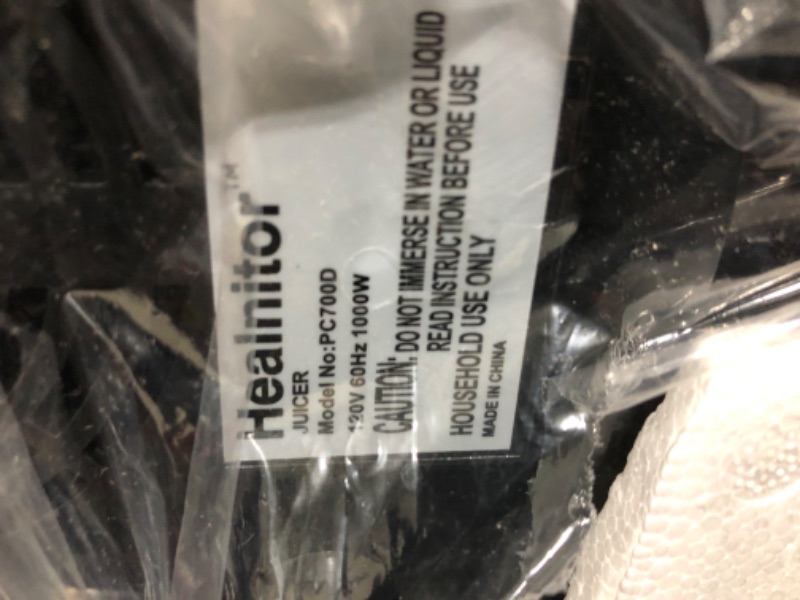 Healnitor™
JUICER
Model No:PC700D
120V 60Hz 1000W
CAUTION: DO NOT IMMERSE IN WATER OR LIQUID
READ INSTRUCTION BEFORE USE
HOUSEHOLD USE ONLY
MADE IN CHINA